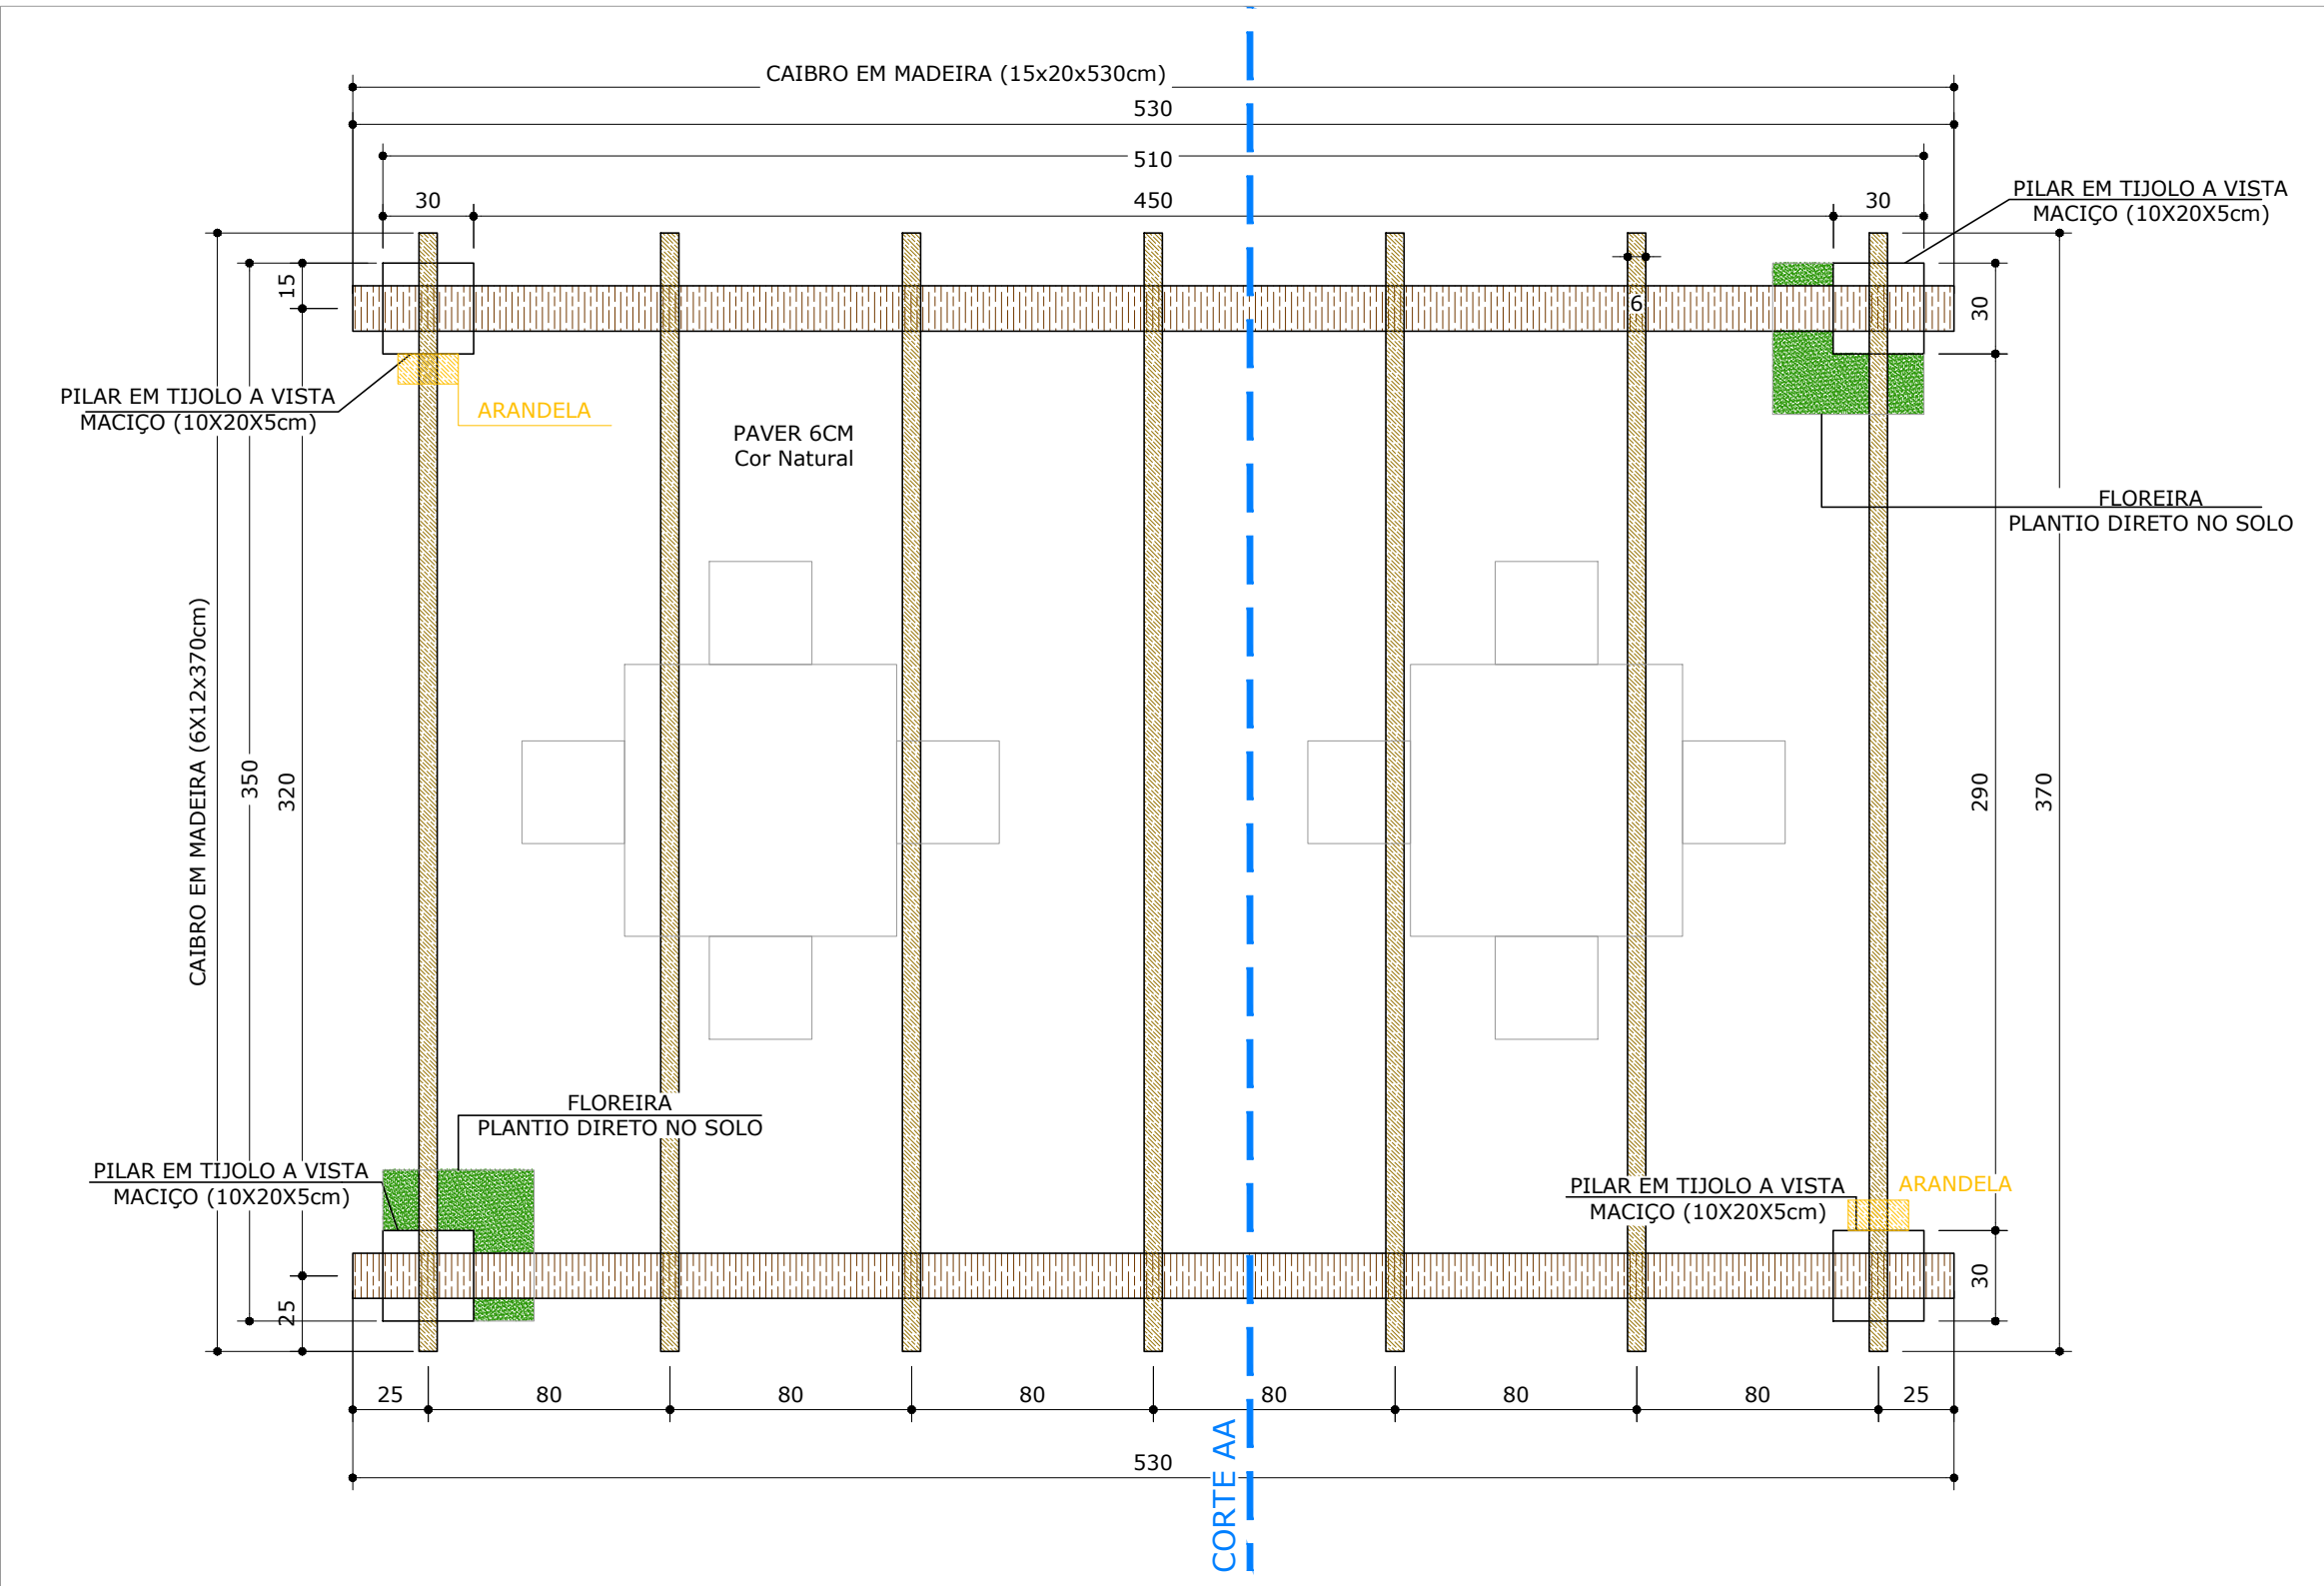 CAIBRO EM MADEIRA (15x20x530cm)
530
510
30
450
30
PILAR EM TIJOLO A VISTA
MACIÇO (10X20X5cm)
15
6
30
PILAR EM TIJOLO A VISTA
MACIÇO (10X20X5cm)
ARANDELA
PAVER 6CM
Cor Natural
FLOREIRA
PLANTIO DIRETO NO SOLO
CAIBRO EM MADEIRA (6X12x370cm)
350
320
290
370
FLOREIRA
PLANTIO DIRETO NO SOLO
PILAR EM TIJOLO A VISTA
MACIÇO (10X20X5cm)
PILAR EM TIJOLO A VISTA
MACIÇO (10X20X5cm)
ARANDELA
25
30
25
80
80
80
80
80
80
25
CORTE AA
530